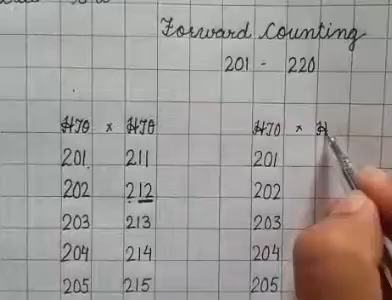 Forward Counting
201 - 220
HTO × HTO HTO × H
201 211 201
202 212 202
203 213 203
204 214 204
205 215 205